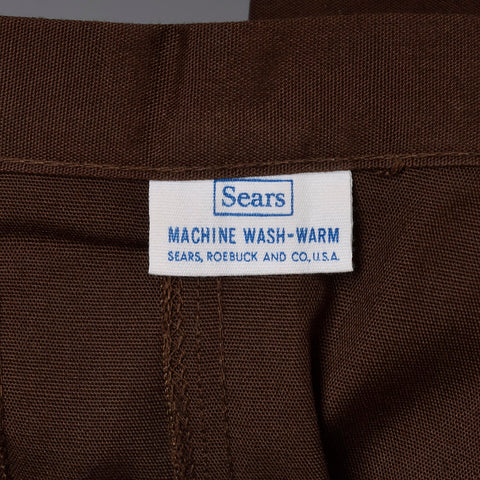 Sears
MACHINE WASH-WARM
SEARS, ROEBUCK AND CO., U.S.A.